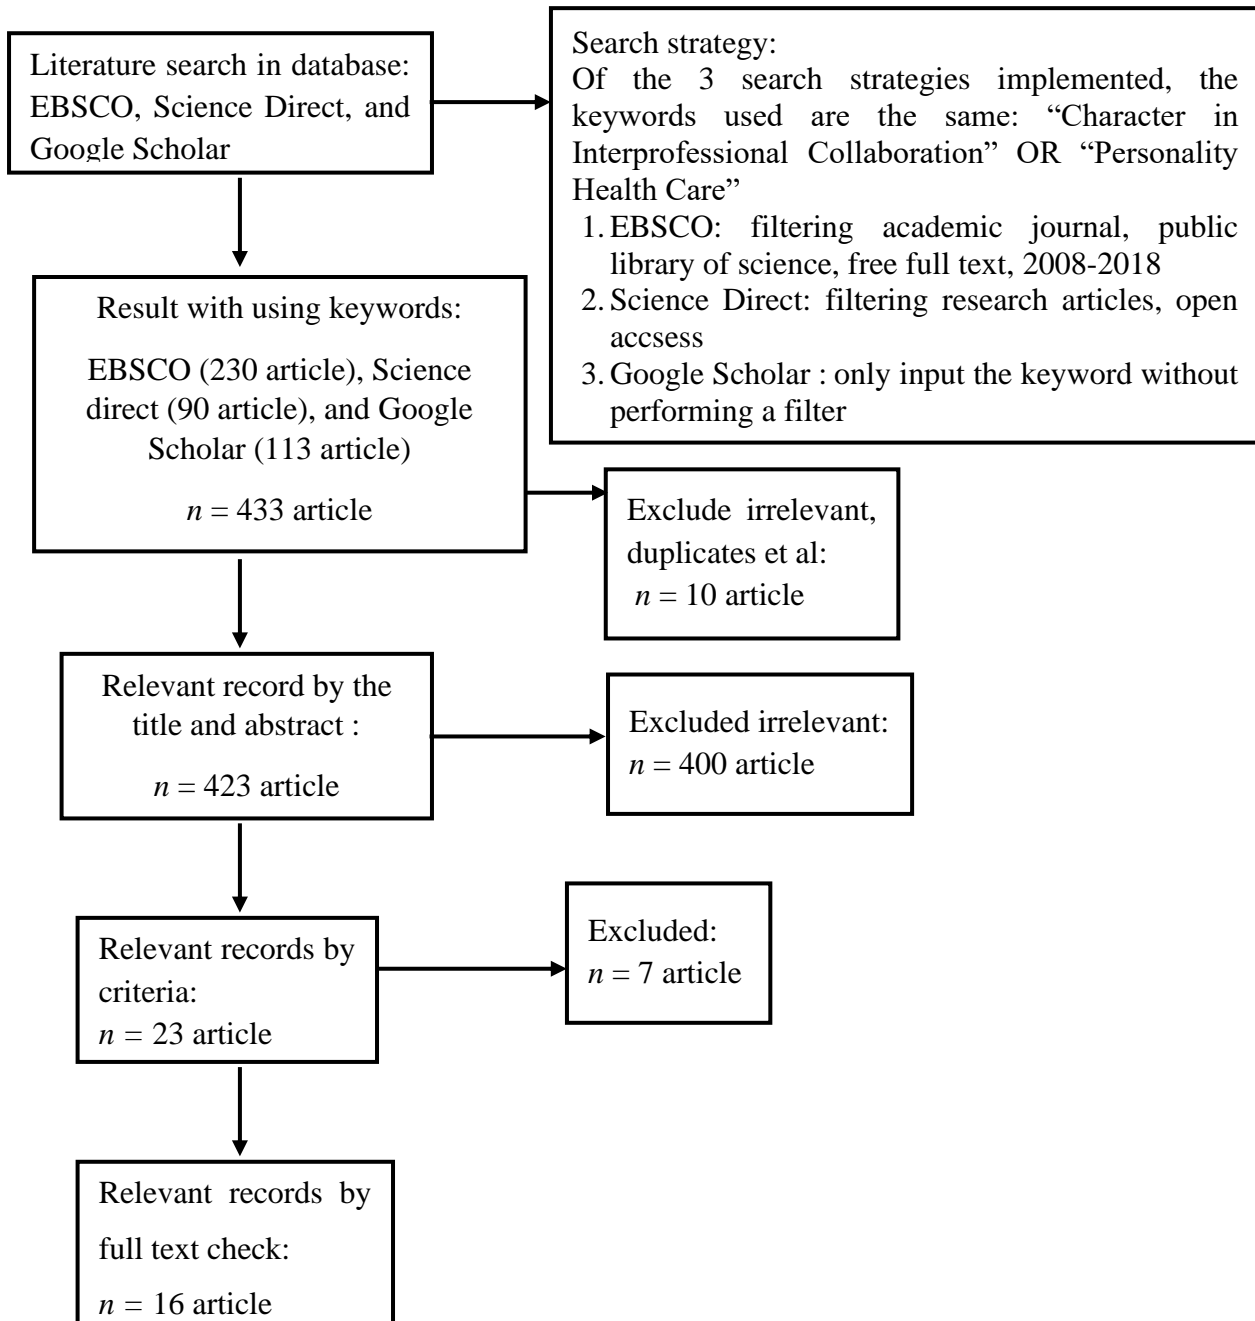 Literature search in database:
EBSCO, Science Direct, and
Google Scholar
Search strategy:
Of the 3 search strategies implemented, the
keywords used are the same: “Character in
Interprofessional Collaboration” OR “Personality
Health Care”
1. EBSCO: filtering academic journal, public
library of science, free full text, 2008-2018
2. Science Direct: filtering research articles, open
accsess
3. Google Scholar : only input the keyword without
performing a filter
Result with using keywords:
EBSCO (230 article), Science
direct (90 article), and Google
Scholar (113 article)
n = 433 article
Exclude irrelevant,
duplicates et al:
n = 10 article
Relevant record by the
title and abstract :
n = 423 article
Excluded irrelevant:
n = 400 article
Relevant records by
criteria:
n = 23 article
Excluded:
n = 7 article
Relevant records by
full text check:
n = 16 article